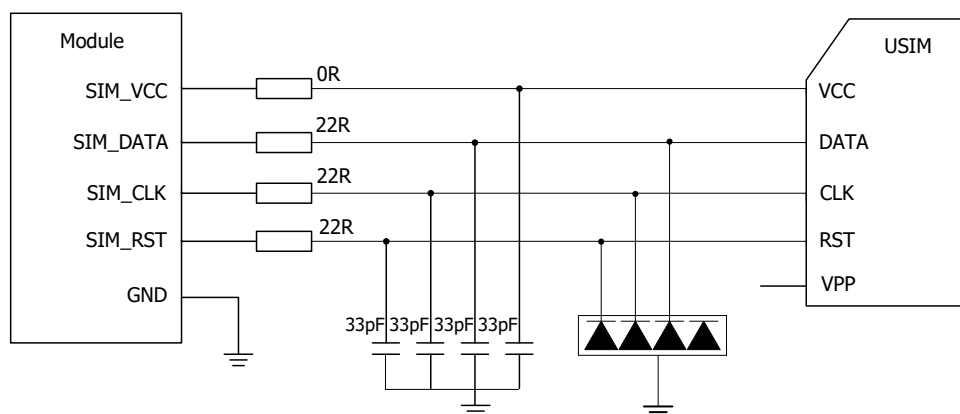 Module
USIM
SIM_VCC
0R
VCC
SIM_DATA
22R
DATA
SIM_CLK
22R
CLK
SIM_RST
22R
RST
GND
VPP
33pF 33pF 33pF 33pF